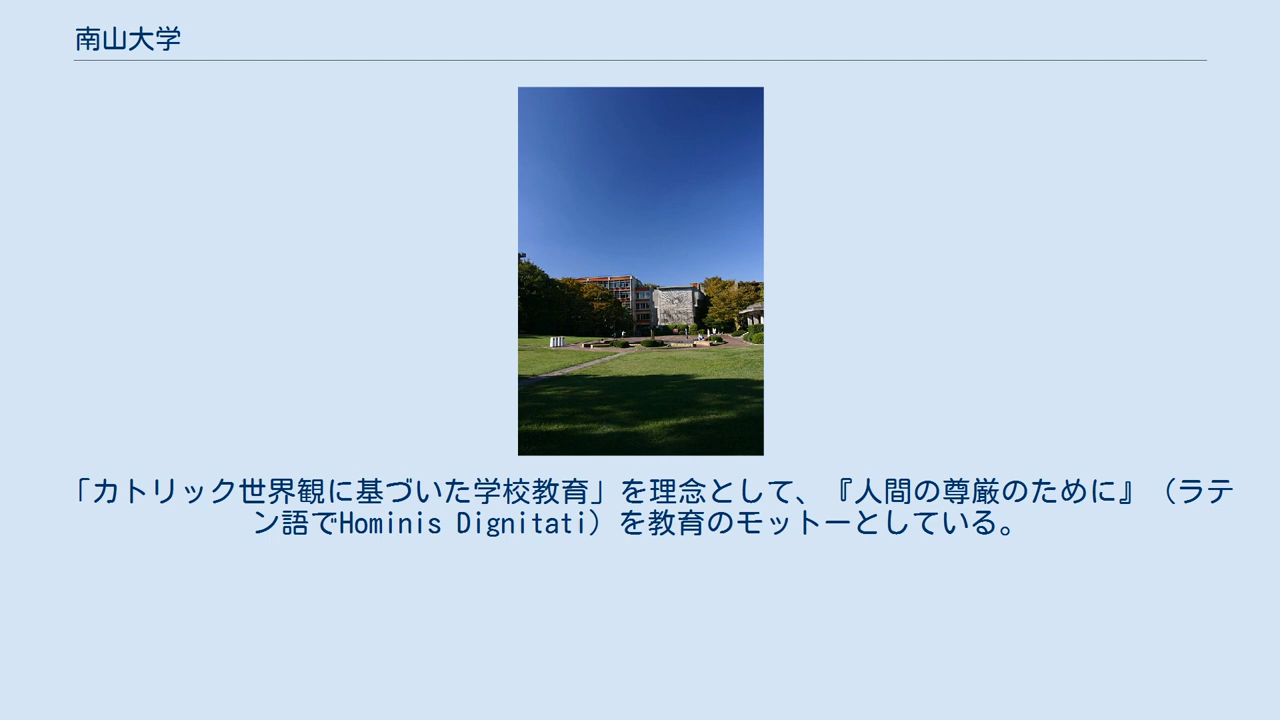 南山大学
「カトリック世界観に基づいた学校教育」を理念として、『人間の尊厳のために』（ラテ
ン語でHominis Dignitati）を教育のモットーとしている。